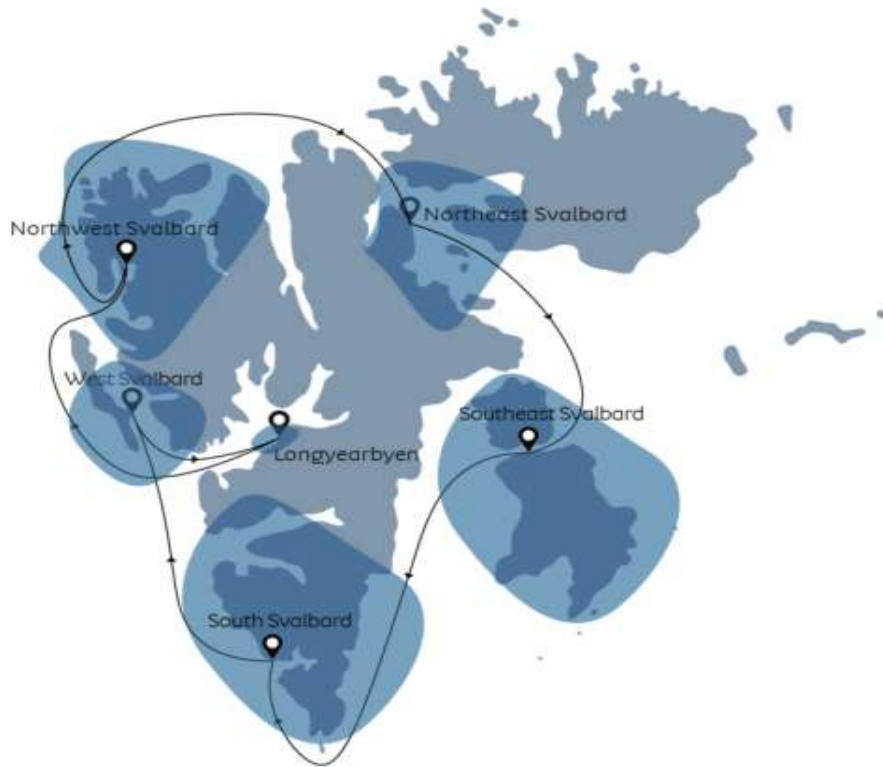 Northeast Svalbard
Northwest Svalbard
West Svalbard
Southeast Svalbard
Longyearbyen
South Svalbard